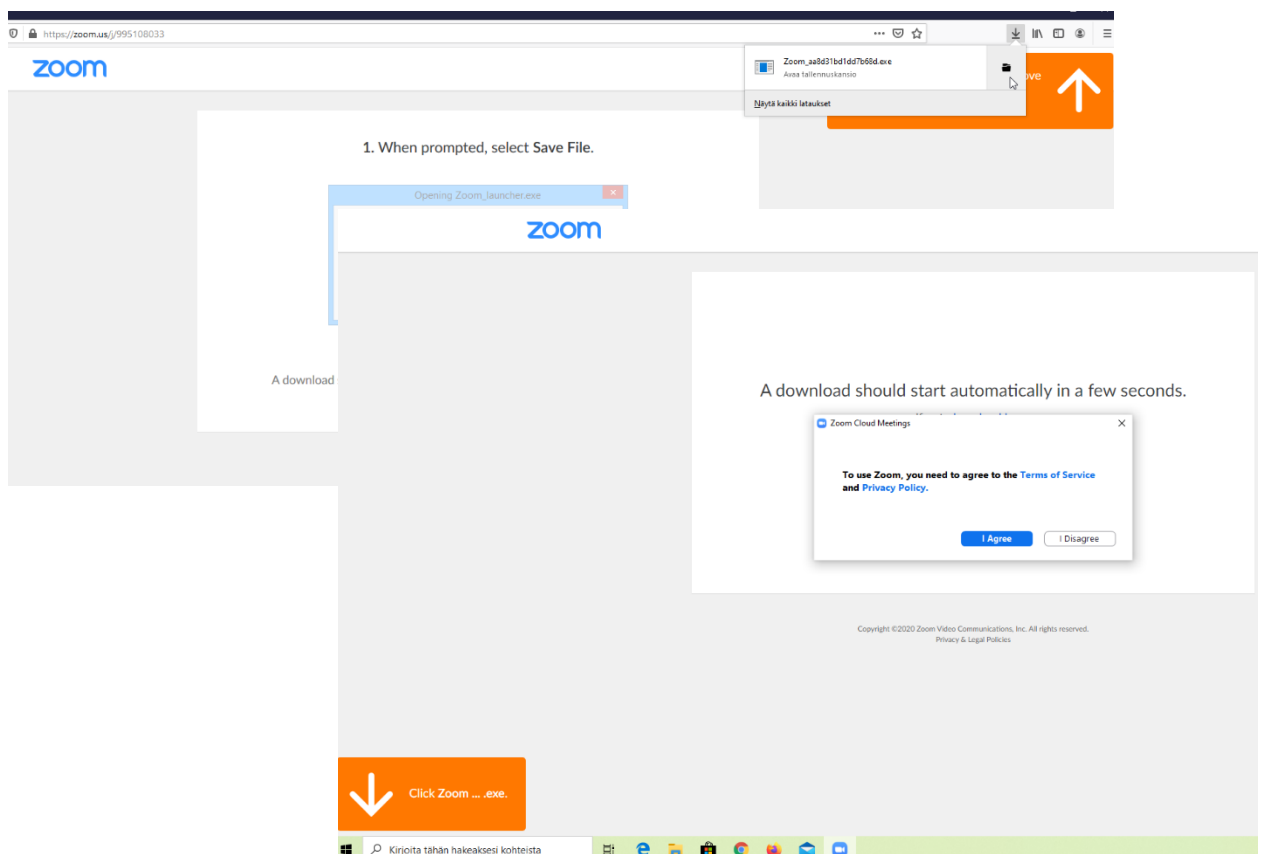 https://zoom.us/j/995108033
zoom
Zoom_aa8d31bd1dd7b68d.exe
Avaa tallennuskansio
Näytä kaikki lataukset
ove
1. When prompted, select Save File.
Opening Zoom_launcher.exe
A download
zoom
A download should start automatically in a few seconds.
Zoom Cloud Meetings
To use Zoom, you need to agree to the Terms of Service
and Privacy Policy.
I Agree
I Disagree
Copyright ©2020 Zoom Video Communications, Inc. All rights reserved.
Privacy & Legal Policies
Click Zoom ... .exe.
Kirjoita tähän hakeaksesi kohteista